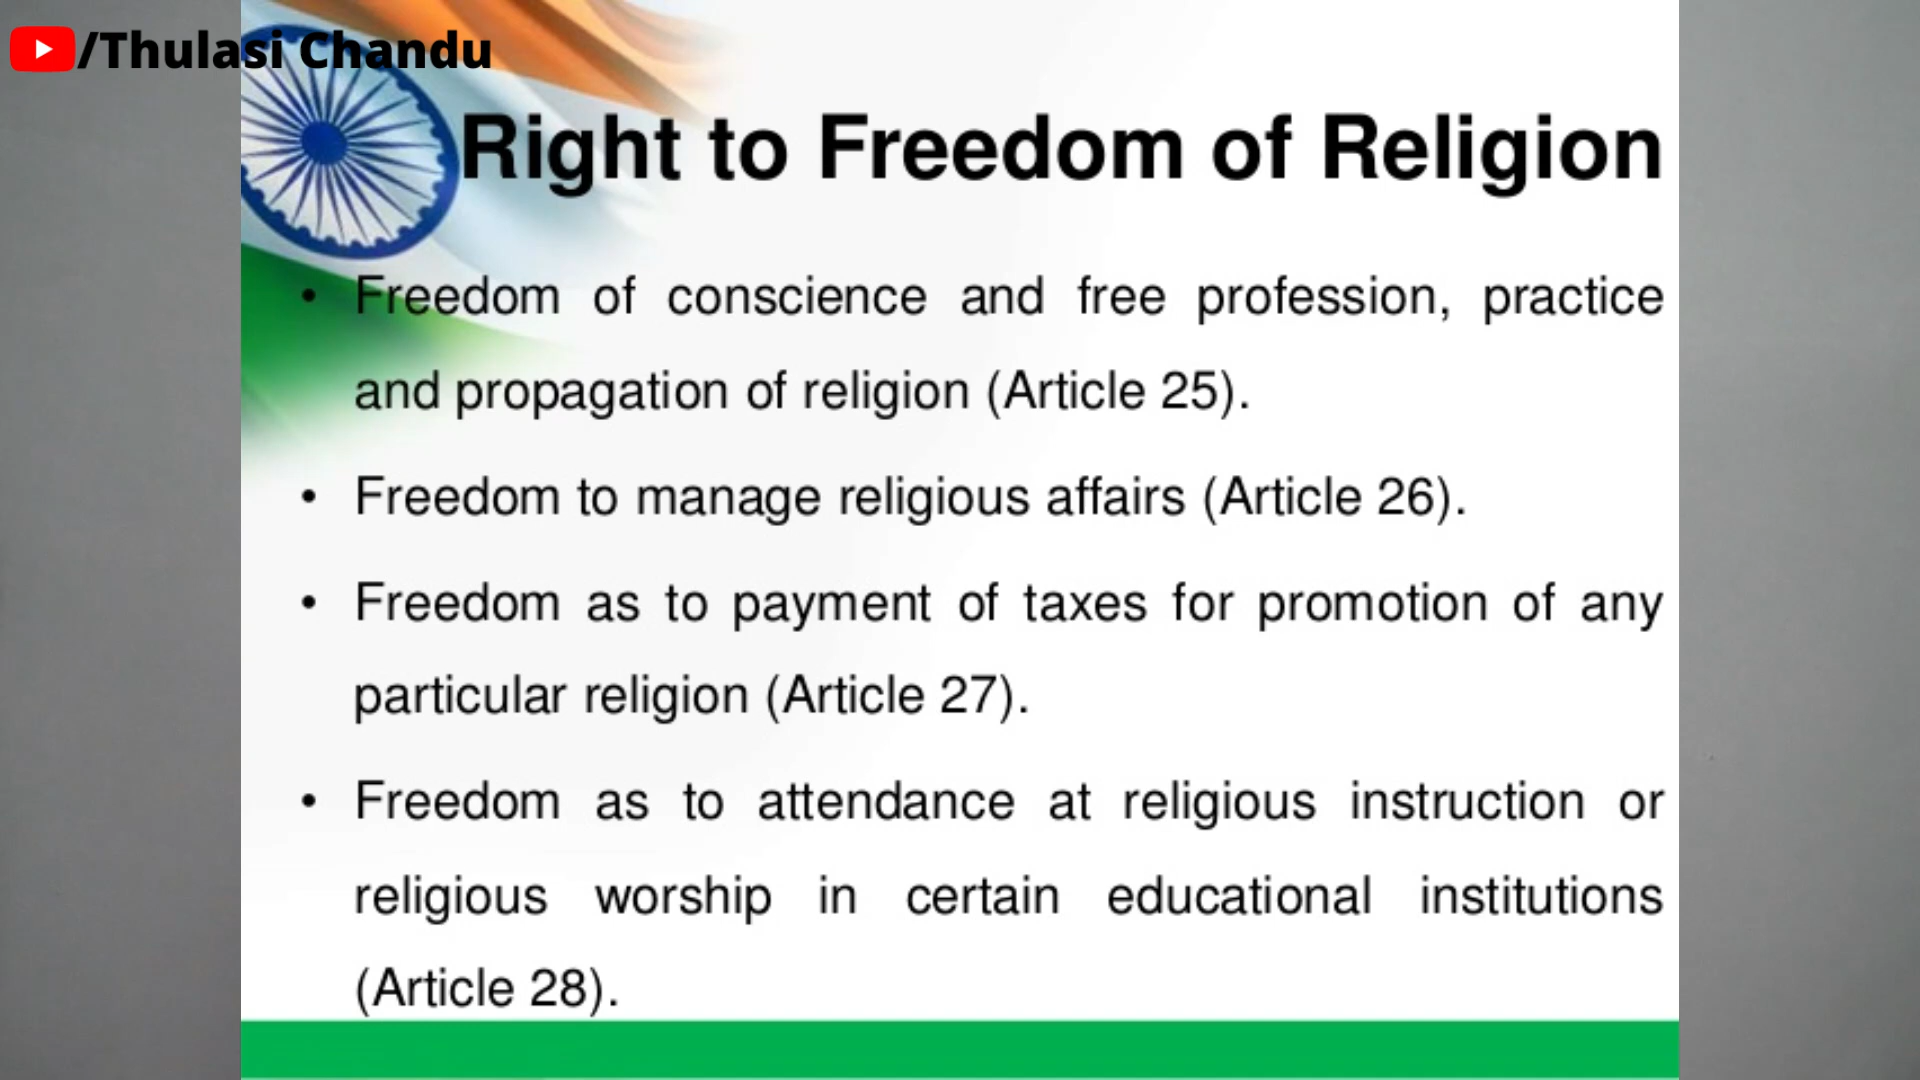 /Thulasi Chandu
Right to Freedom of Religion
• Freedom of conscience and free profession, practice
and propagation of religion (Article 25).
• Freedom to manage religious affairs (Article 26).
• Freedom as to payment of taxes for promotion of any
particular religion (Article 27).
• Freedom as to attendance at religious instruction or
religious worship in certain educational institutions
(Article 28).